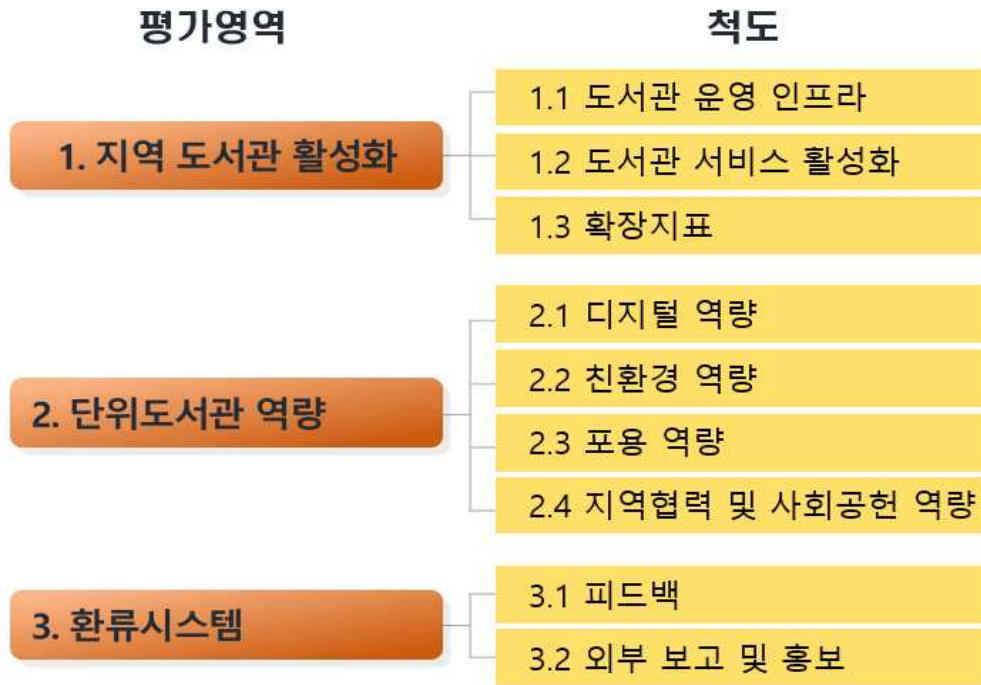 평가영역
척도
1. 지역 도서관 활성화
1.1 도서관 운영 인프라
1.2 도서관 서비스 활성화
1.3 확장지표
2. 단위도서관 역량
2.1 디지털 역량
2.2 친환경 역량
2.3 포용 역량
2.4 지역협력 및 사회공헌 역량
3. 환류시스템
3.1 피드백
3.2 외부 보고 및 홍보